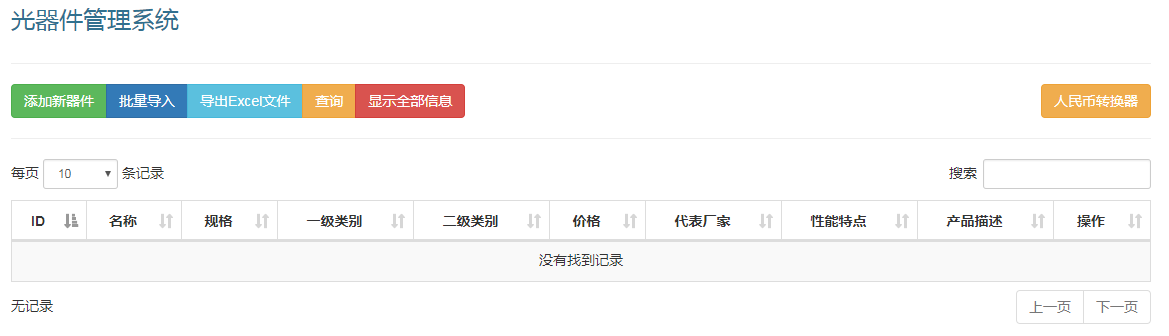 光器件管理系统
添加新器件 批量导入 导出Excel文件 查询 显示全部信息 人民币转换器
每页 10 条记录 搜索
ID 名称 规格 一级类别 二级类别 价格 代表厂家 性能特点 产品描述 操作
没有找到记录
无记录 上一页 下一页